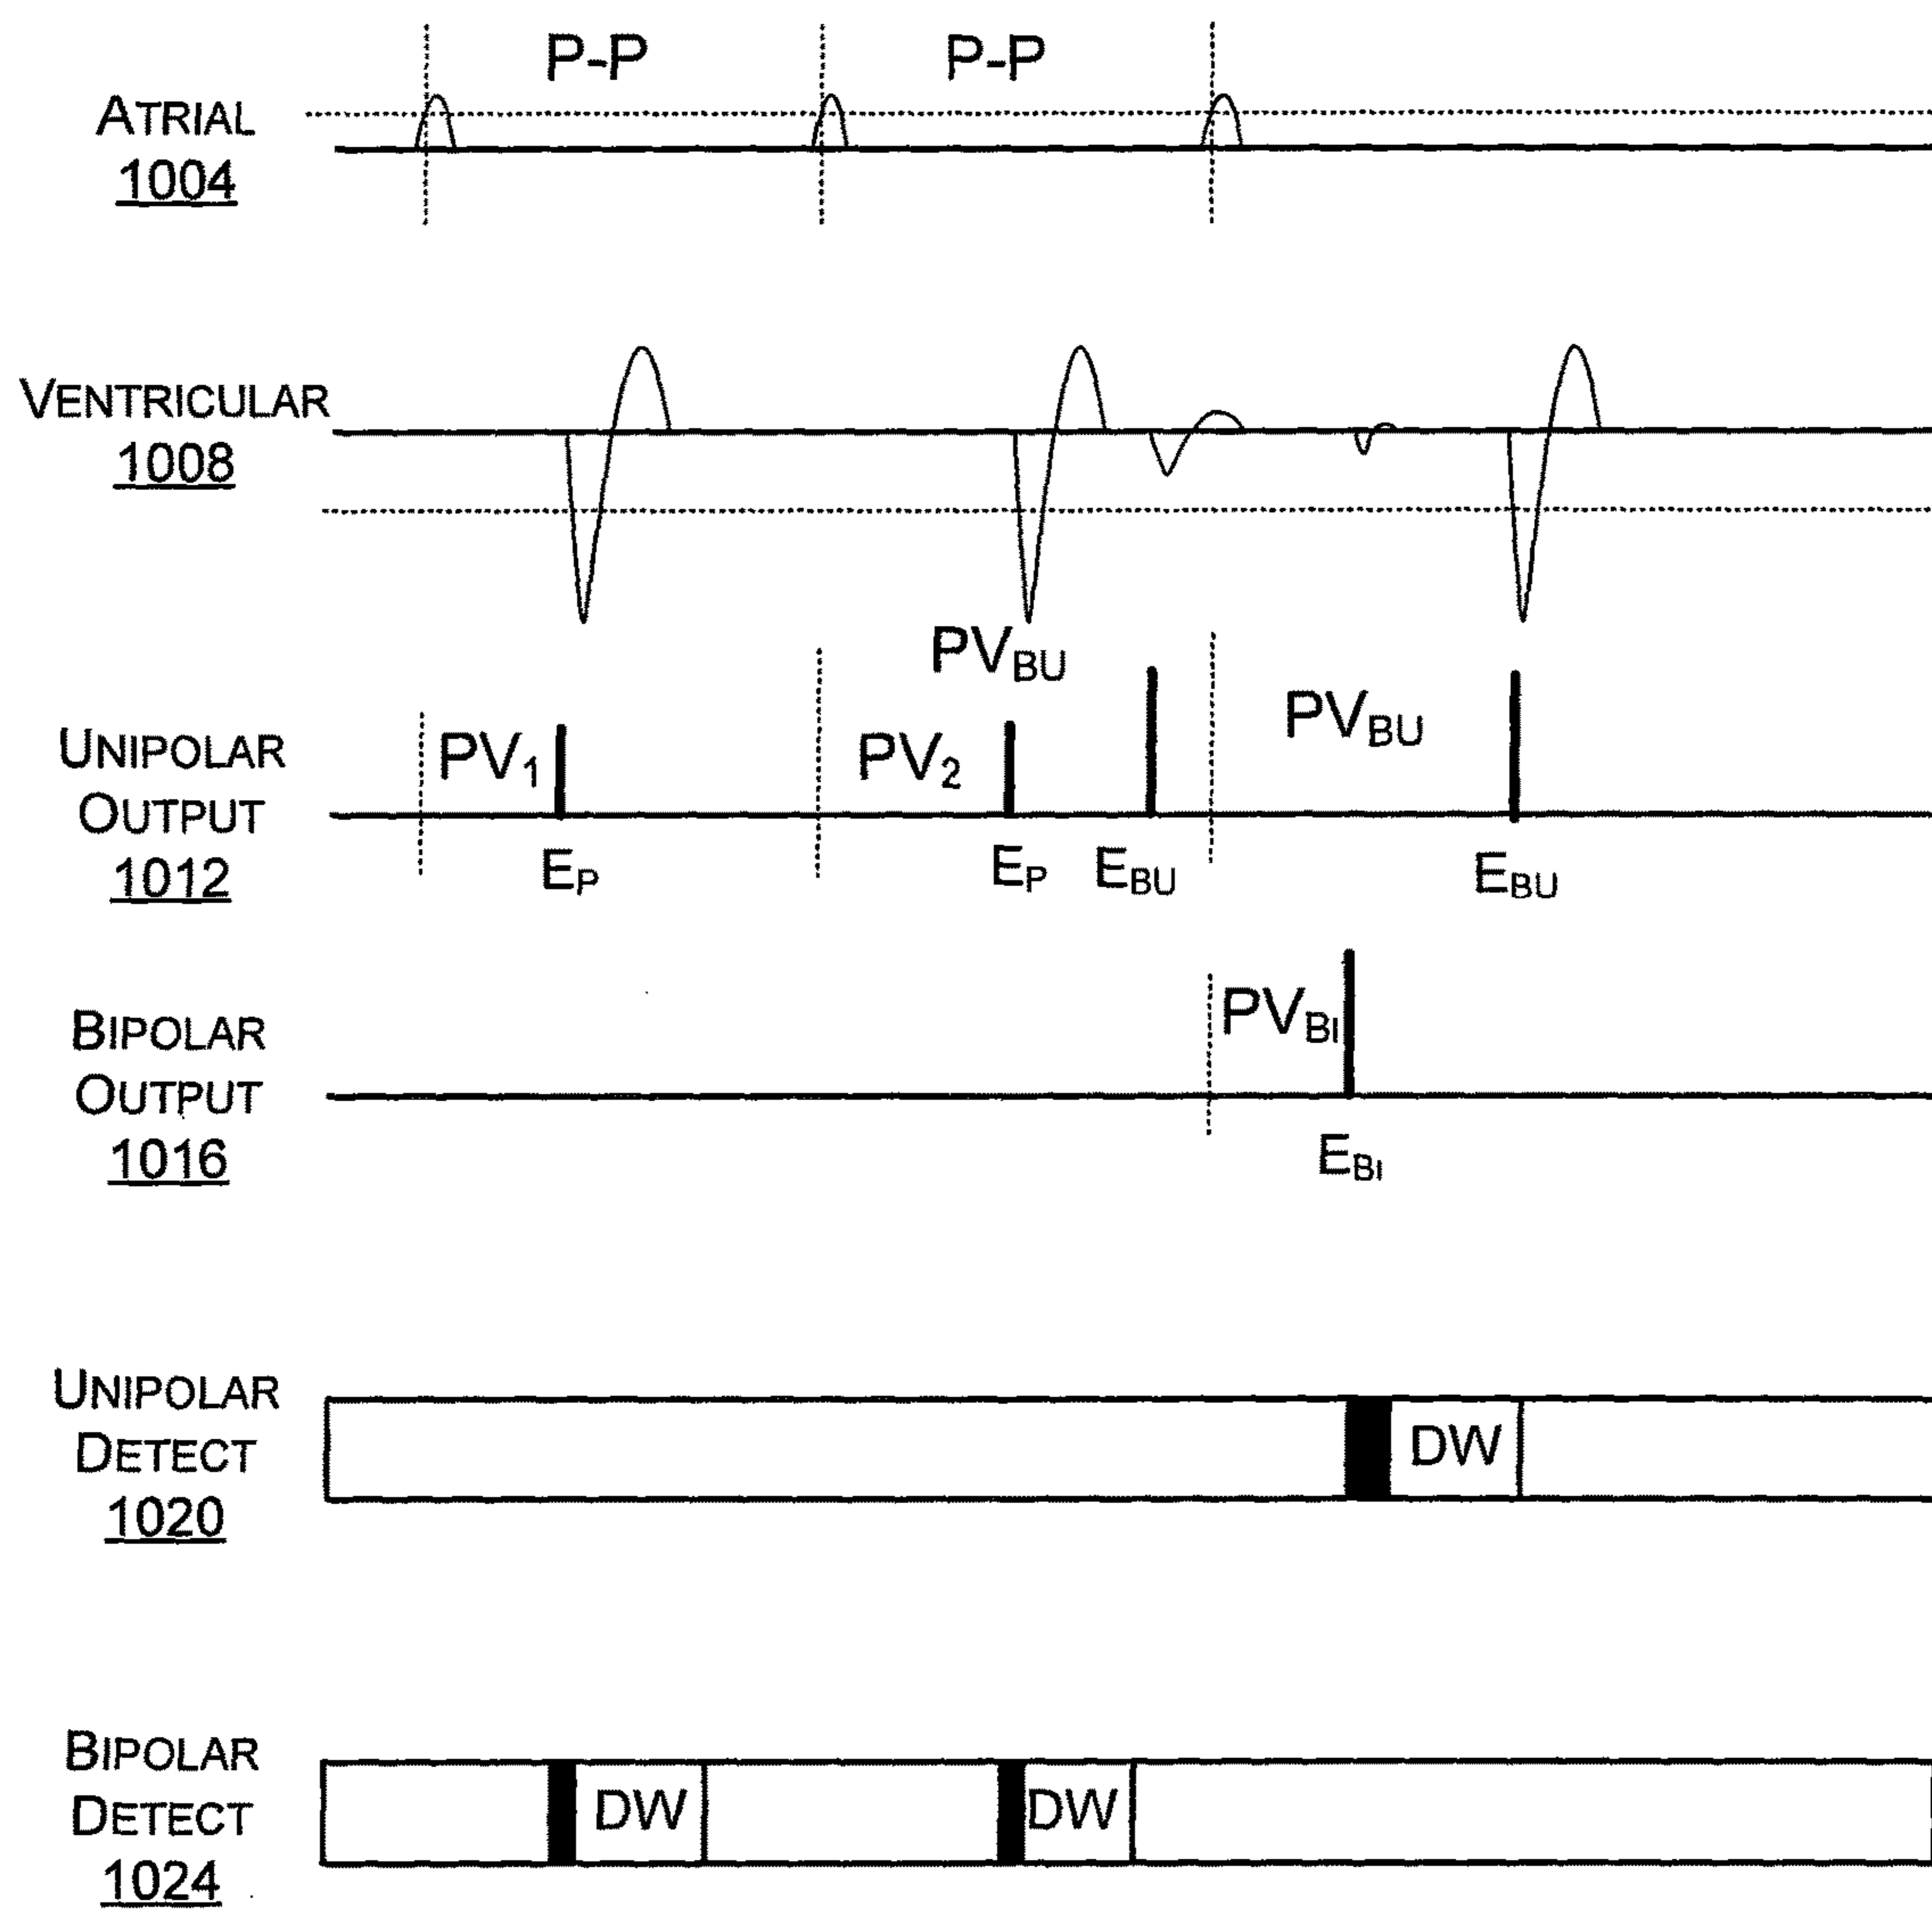 P-P P-P
ATRIAL
1004
VENTRICULAR
1008
PVBU
UNIPOLAR
OUTPUT
1012
PV1 PV2 PVBU
EP EP EBU EBU
BIPOLAR
OUTPUT
1016
PVBI
EBI
UNIPOLAR
DETECT
1020
DW
BIPOLAR
DETECT
1024
DW DW